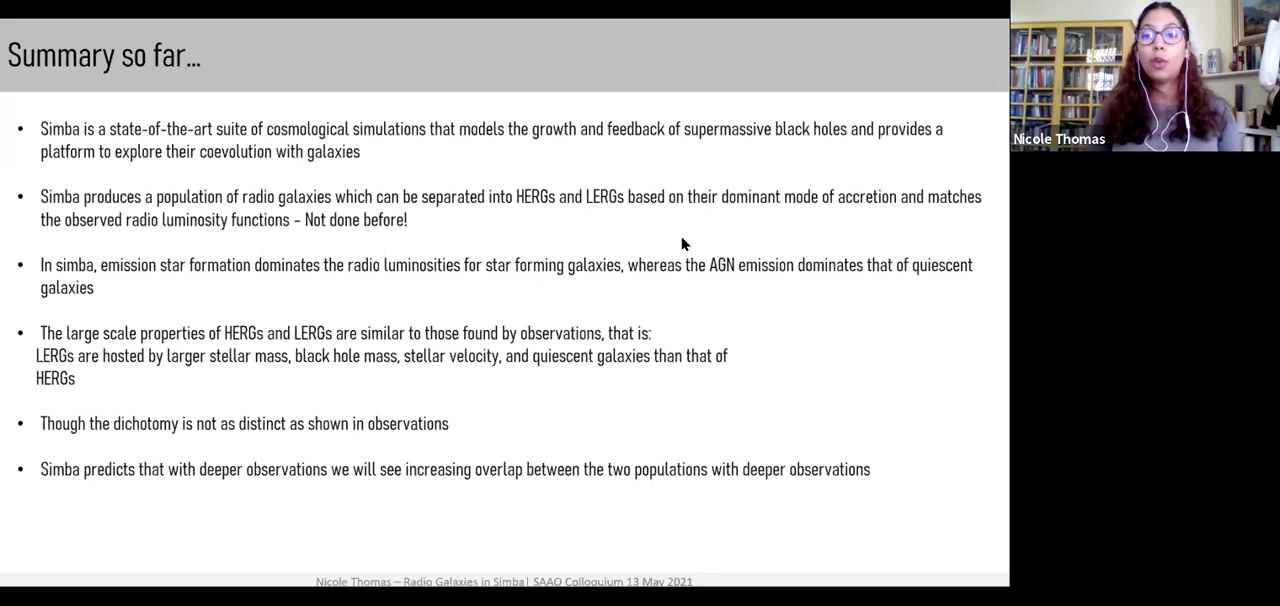 Summary so far...
• Simba is a state-of-the-art suite of cosmological simulations that models the growth and feedback of supermassive black holes and provides a
platform to explore their coevolution with galaxies
• Simba produces a population of radio galaxies which can be separated into HERGs and LERGs based on their dominant mode of accretion and matches
the observed radio luminosity functions - Not done before!
• In simba, emission star formation dominates the radio luminosities for star forming galaxies, whereas the AGN emission dominates that of quiescent
galaxies
• The large scale properties of HERGs and LERGs are similar to those found by observations, that is:
LERGs are hosted by larger stellar mass, black hole mass, stellar velocity, and quiescent galaxies than that of
HERGs
• Though the dichotomy is not as distinct as shown in observations
• Simba predicts that with deeper observations we will see increasing overlap between the two populations with deeper observations
Nicole Thomas – Radio Galaxies in Simba| SAAO Colloquium 13 May 2021
Nicole Thomas